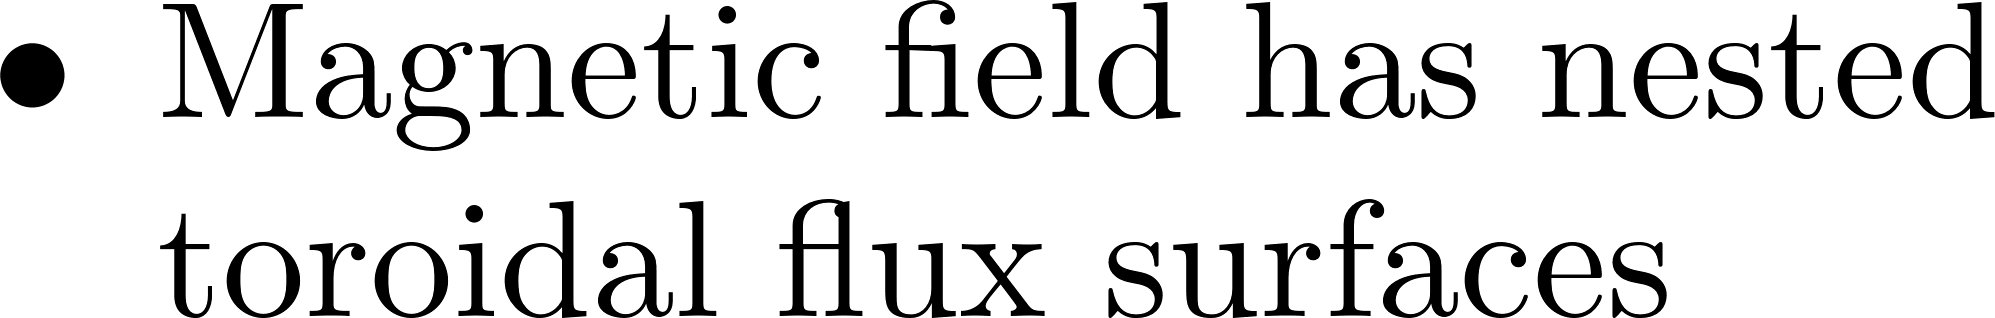 • Magnetic field has nested
toroidal flux surfaces